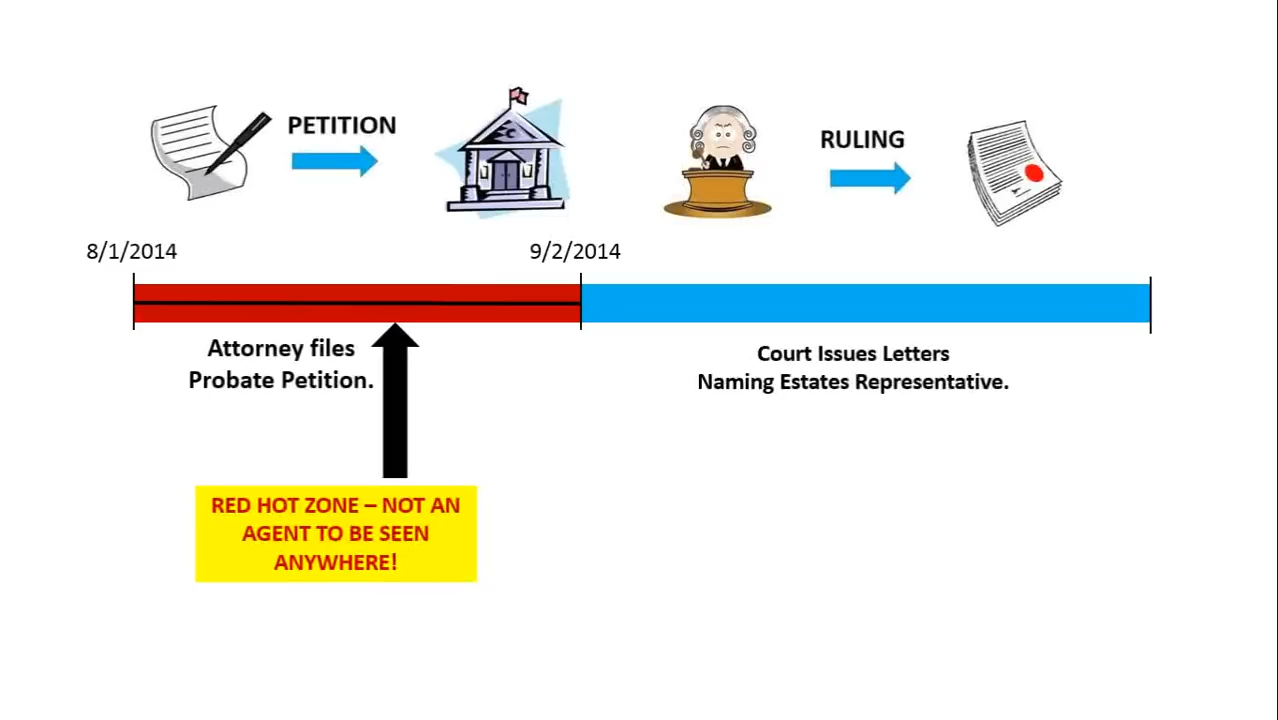 PETITION
RULING
8/1/2014
9/2/2014
Attorney files
Probate Petition.
Court Issues Letters
Naming Estates Representative.
RED HOT ZONE – NOT AN
AGENT TO BE SEEN
ANYWHERE!